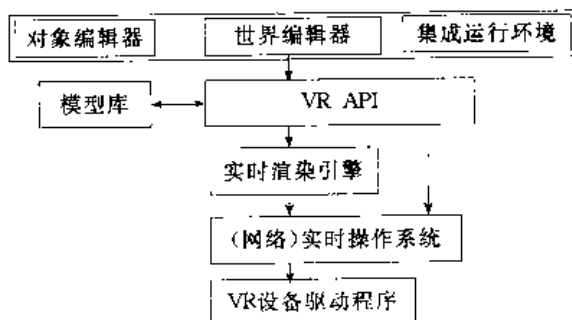 对象编辑器
世界编辑器
集成运行环境
模型库
VR API
实时渲染引擎
(网络)实时操作系统
VR设备驱动程序